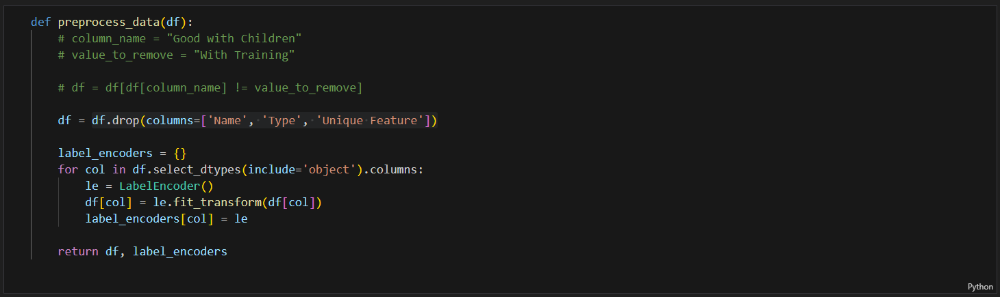 def preprocess_data(df):
    # column_name = "Good with Children"
    # value_to_remove = "With Training"

    # df = df[df[column_name] != value_to_remove]

    df = df.drop(columns=['Name', 'Type', 'Unique Feature'])

    label_encoders = {}
    for col in df.select_dtypes(include='object').columns:
        le = LabelEncoder()
        df[col] = le.fit_transform(df[col])
        label_encoders[col] = le

    return df, label_encoders
Python